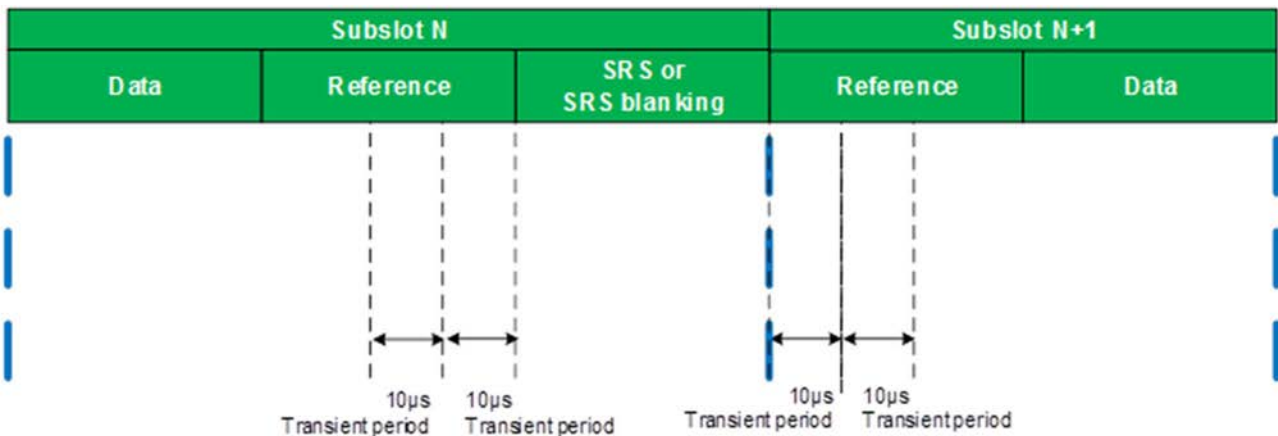 Subslot N
Subslot N+1
Data
Reference
SRS or
SRS blanking
Reference
Data
10µs
Transient period
10µs
Transient period
10µs
Transient period
10µs
Transient period